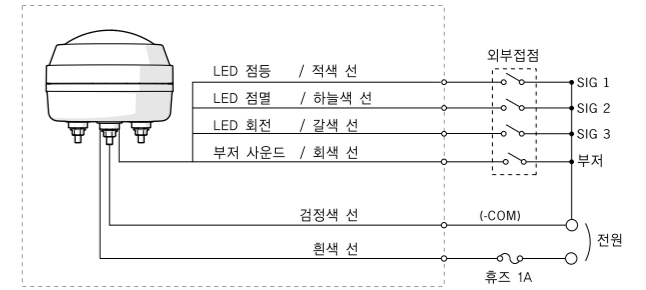 외부접점
LED 점등 / 적색 선 SIG 1
LED 점멸 / 하늘색 선 SIG 2
LED 회전 / 갈색 선 SIG 3
부저 사운드 / 회색 선 부저
검정색 선 (-COM)
전원
흰색 선
휴즈 1A